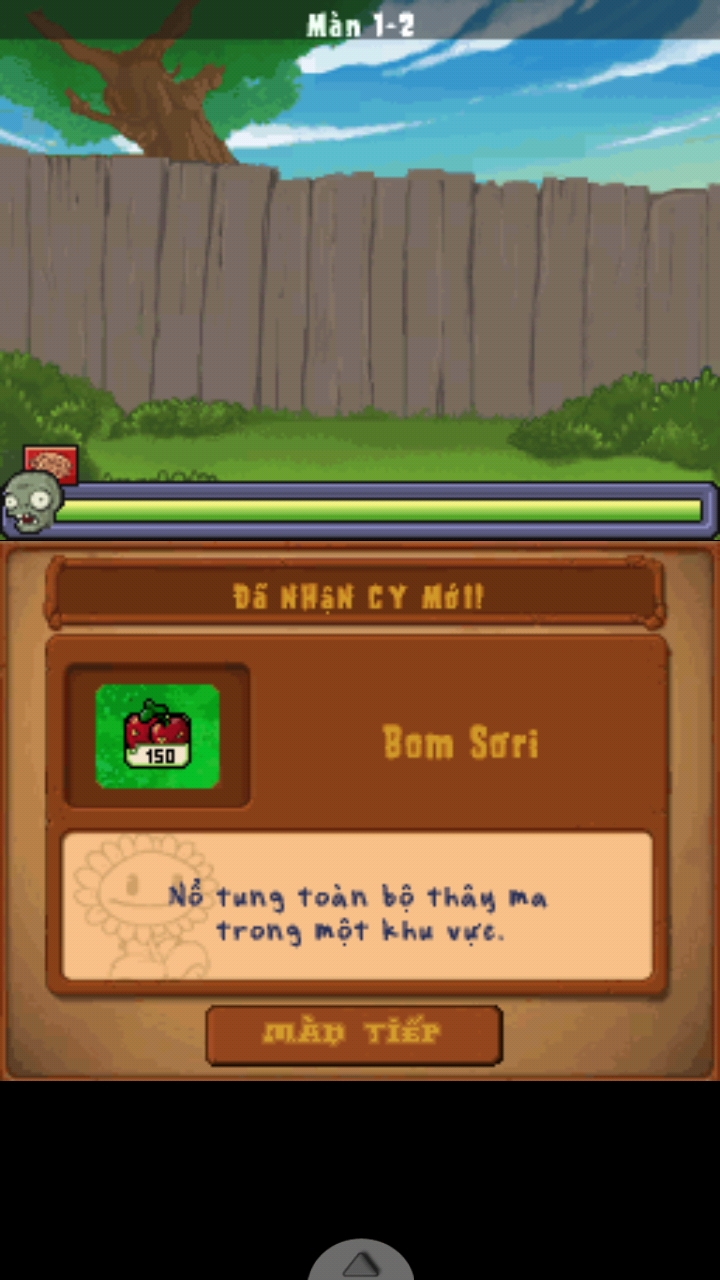 Màn 1-2
Đã NHậN CY Mới!
150
Bom Sơri
Nổ tung toàn bộ thây ma
trong một khu vực.
MÀN TIẾP